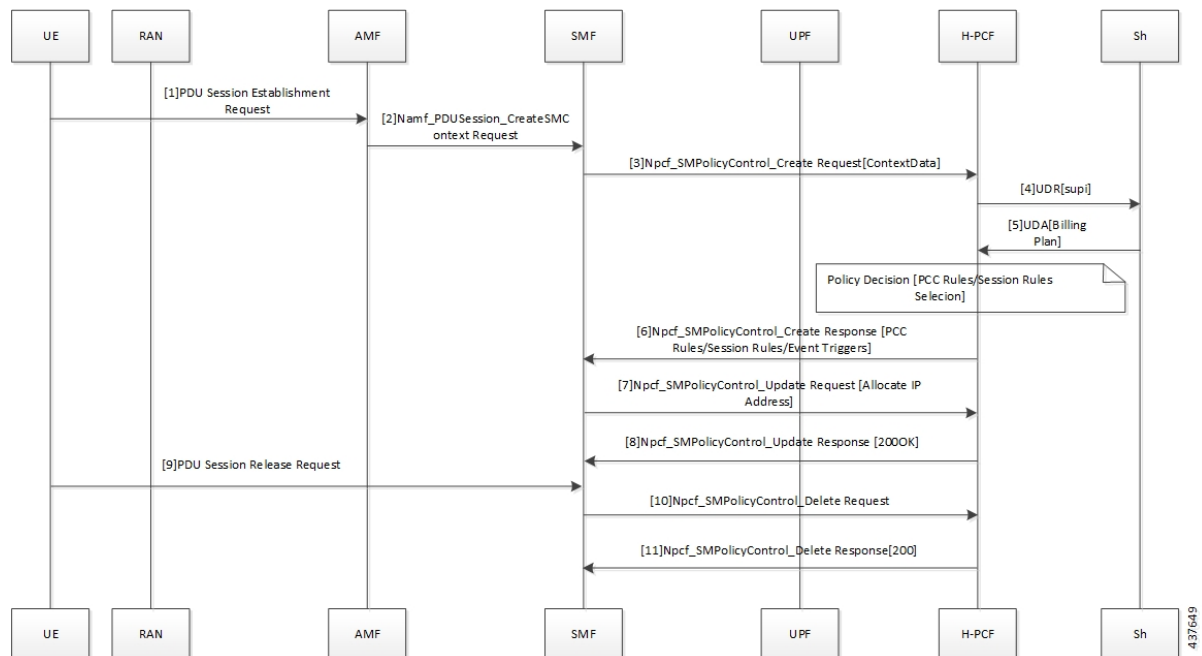 UE
RAN
AMF
SMF
UPF
H-PCF
Sh
[1]PDU Session Establishment
Request
[2]Namf_PDUSession_CreateSMC
ontext Request
[3]Npcf_SMPolicyControl_Create Request[ContextData]
[4]UDR[supi]
[5]UDA[Billing
Plan]
Policy Decision [PCC Rules/Session Rules
Selecion]
[6]Npcf_SMPolicyControl_Create Response [PCC
Rules/Session Rules/Event Triggers]
[7]Npcf_SMPolicyControl_Update Request [Allocate IP
Address]
[8]Npcf_SMPolicyControl_Update Response [200OK]
[9]PDU Session Release Request
[10]Npcf_SMPolicyControl_Delete Request
[11]Npcf_SMPolicyControl_Delete Response[200]
UE
RAN
AMF
SMF
UPF
H-PCF
Sh
437649